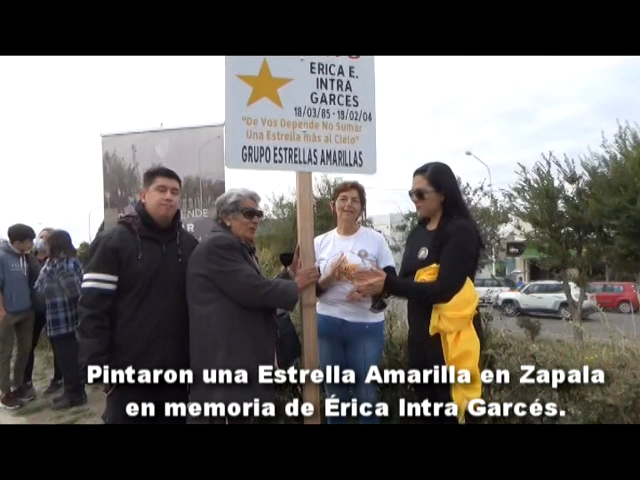 ERICA E.
INTRA
GARCES
18/03/85 - 18/02/04
"De Vos Depende No Sumar
Una Estrella más al Cielo"
GRUPO ESTRELLAS AMARILLAS
Pintaron una Estrella Amarilla en Zapala
en memoria de Érica Intra Garcés.